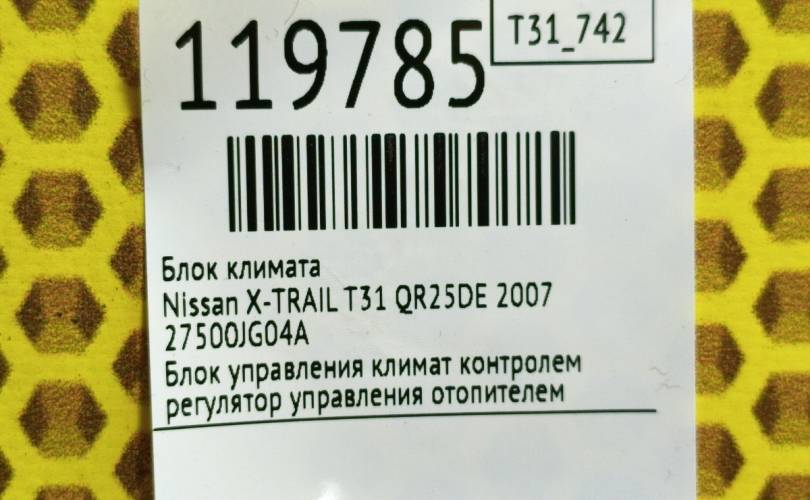 119785
T31_742
Блок климата
Nissan X-TRAIL T31 QR25DE 2007
27500JG04A
Блок управления климат контролем
регулятор управления отопителем